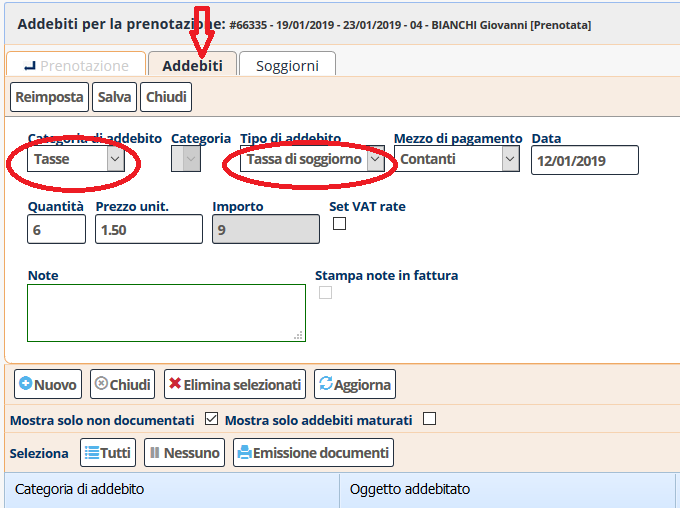 Addebiti per la prenotazione: #66335 - 19/01/2019 - 23/01/2019 - 04 - BIANCHI Giovanni [Prenotata]
Prenotazione Addebiti Soggiorni
Reimposta Salva Chiudi
Categoria di addebito Categoria Tipo di addebito Mezzo di pagamento Data
Tasse Tassa di soggiorno Contanti 12/01/2019
Quantità Prezzo unit. Importo Set VAT rate
6 1.50 9
Note Stampa note in fattura
Nuovo Chiudi Elimina selezionati Aggiorna
Mostra solo non documentati Mostra solo addebiti maturati
Seleziona Tutti Nessuno Emissione documenti
Categoria di addebito Oggetto addebitato